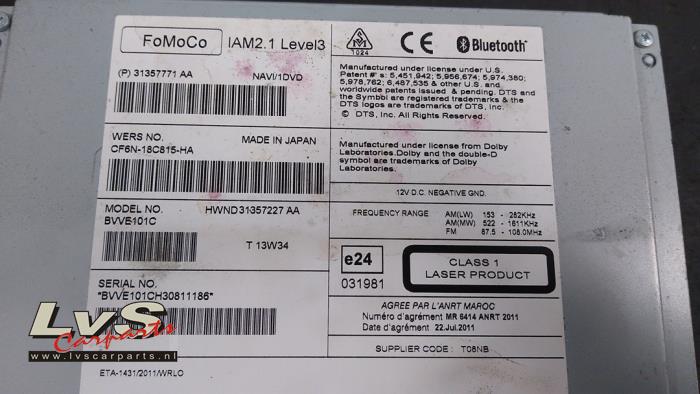 FoMoCo
IAM2.1 Level3
(P) 31357771 AA
NAVI/1DVD
WERS NO.
MADE IN JAPAN
CF6N-18C815-HA
MODEL NO.
HWND31357227 AA
BVVE101C
T 13W34
SERIAL NO.
*BVVE101CH30811186*
ETA-1431/2011/WRLO
1024
CE
Bluetooth
Manufactured under license under U.S.
Patent #'s; 5,451,942; 5,956,674; 5,974,380;
5,978,762; 6,487,535 & other U.S. and
worldwide patents issued & pending. DTS and
the Symbol are registered trademarks & the
DTS logos are trademarks of DTS, Inc.
© DTS, Inc. All Rights Reserved.
Manufactured under license from Dolby
Laboratories.Dolby and the double-D
symbol are trademarks of Dolby
Laboratories.
12V D.C. NEGATIVE GND.
FREQUENCY RANGE AM(LW) 153 - 282KHz
AM(MW) 522 - 1611KHz
FM 87.5 - 108.0MHz
e24
031981
CLASS 1
LASER PRODUCT
AGREE PAR L'ANRT MAROC
Numéro d'agrément MR 6414 ANRT 2011
Date d'agrément 22.Jul.2011
SUPPLIER CODE : T08NB
LvS
Carparts
www.lvscarparts.nl